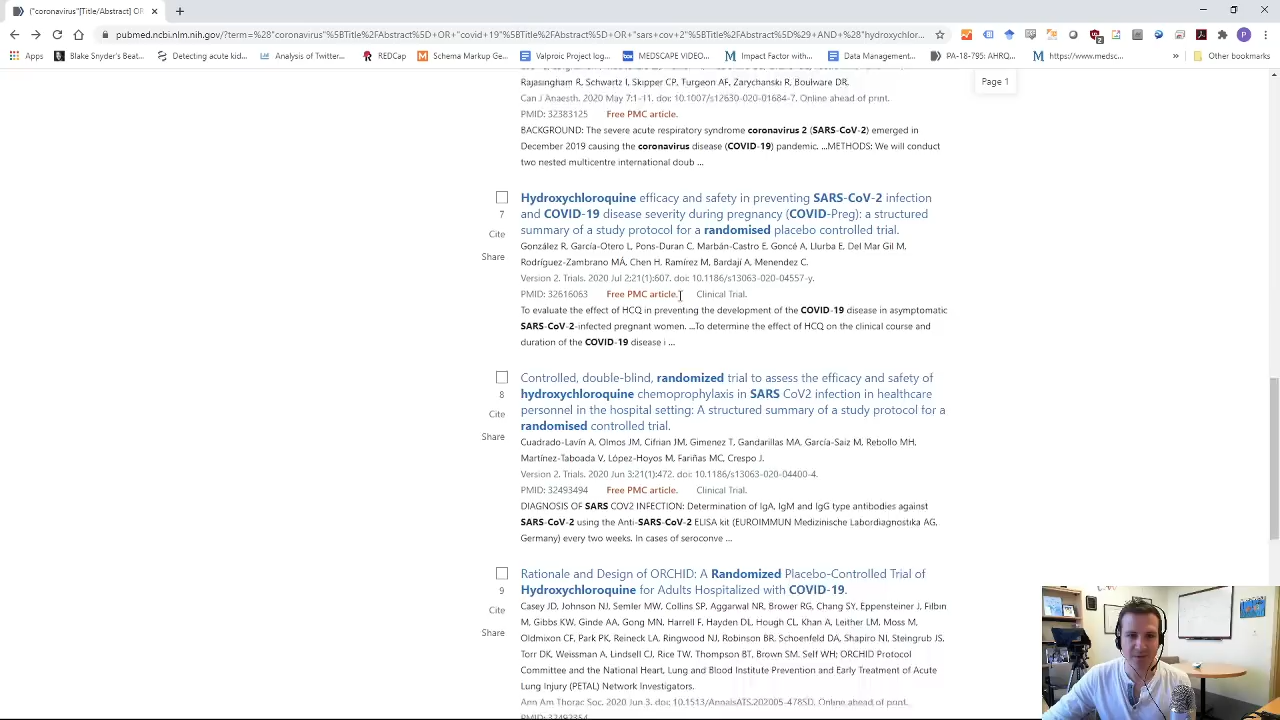 ("coronavirus"[Title/Abstract] OR
pubmed.ncbi.nlm.nih.gov/?term=%28"coronavirus"%5BTitle%2FAbstract%5D+OR+"covid 19"%5BTitle%2FAbstract%5D+OR+"sars+cov+2"%5BTitle%2FAbstract%5D%29+AND+%28"hydroxychlor...
Apps
Blake Snyder's Beat...
Detecting acute kid...
Analysis of Twitter...
REDCap
Schema Markup Ge...
Valproic Project log...
MEDSCAPE VIDEO...
Impact Factor with...
Data Management...
PA-18-795: AHRQ...
https://www.medsc...
»
Other bookmarks
Page 1
Rajasingham R, Schwartz I, Skipper CP, Turgeon AF, Zarychanski R, Boulware DR.
Can J Anaesth. 2020 May 7:1-11. doi: 10.1007/s12630-020-01684-7. Online ahead of print.
PMID: 32383125 Free PMC article.
BACKGROUND: The severe acute respiratory syndrome coronavirus 2 (SARS-CoV-2) emerged in
December 2019 causing the coronavirus disease (COVID-19) pandemic. ...METHODS: We will conduct
two nested multicentre international doub ...
Hydroxychloroquine efficacy and safety in preventing SARS-CoV-2 infection
7 and COVID-19 disease severity during pregnancy (COVID-Preg): a structured
Cite summary of a study protocol for a randomised placebo controlled trial.
González R, García-Otero L, Pons-Duran C, Marbán-Castro E, Goncé A, Llurba E, Del Mar Gil M,
Share Rodríguez-Zambrano MÁ, Chen H, Ramírez M, Bardají A, Menendez C.
Version 2. Trials. 2020 Jul 2;21(1):607. doi: 10.1186/s13063-020-04557-y.
PMID: 32616063 Free PMC article. Clinical Trial.
To evaluate the effect of HCQ in preventing the development of the COVID-19 disease in asymptomatic
SARS-CoV-2-infected pregnant women. ...To determine the effect of HCQ on the clinical course and
duration of the COVID-19 disease i ...
Controlled, double-blind, randomized trial to assess the efficacy and safety of
8 hydroxychloroquine chemoprophylaxis in SARS CoV2 infection in healthcare
Cite personnel in the hospital setting: A structured summary of a study protocol for a
randomised controlled trial.
Share Cuadrado-Lavín A, Olmos JM, Cifrian JM, Gimenez T, Gandarillas MA, García-Saiz M, Rebollo MH,
Martínez-Taboada V, López-Hoyos M, Fariñas MC, Crespo J.
Version 2. Trials. 2020 Jun 3;21(1):472. doi: 10.1186/s13063-020-04400-4.
PMID: 32493494 Free PMC article. Clinical Trial.
DIAGNOSIS OF SARS COV2 INFECTION: Determination of IgA, IgM and IgG type antibodies against
SARS-CoV-2 using the Anti-SARS-CoV-2 ELISA kit (EUROIMMUN Medizinische Labordiagnostika AG,
Germany) every two weeks. In cases of seroconve ...
Rationale and Design of ORCHID: A Randomized Placebo-Controlled Trial of
9 Hydroxychloroquine for Adults Hospitalized with COVID-19.
Cite Casey JD, Johnson NJ, Semler MW, Collins SP, Aggarwal NR, Brower RG, Chang SY, Eppensteiner J, Filbin
M, Gibbs KW, Ginde AA, Gong MN, Harrell F, Hayden DL, Hough CL, Khan A, Leither LM, Moss M,
Share Oldmixon CF, Park PK, Reineck LA, Ringwood NJ, Robinson BR, Schoenfeld DA, Shapiro NI, Steingrub JS,
Torr DK, Weissman A, Lindsell CJ, Rice TW, Thompson BT, Brown SM, Self WH; ORCHID Protocol
Committee and the National Heart, Lung and Blood Institute Prevention and Early Treatment of Acute
Lung Injury (PETAL) Network Investigators.
Ann Am Thorac Soc. 2020 Jun 3. doi: 10.1513/AnnalsATS.202005-478SD. Online ahead of print.
PMID: 32492354